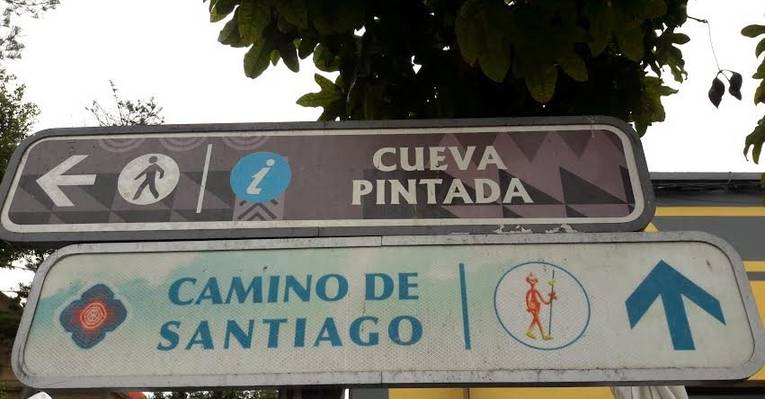 CUEVA
PINTADA
CAMINO DE
SANTIAGO